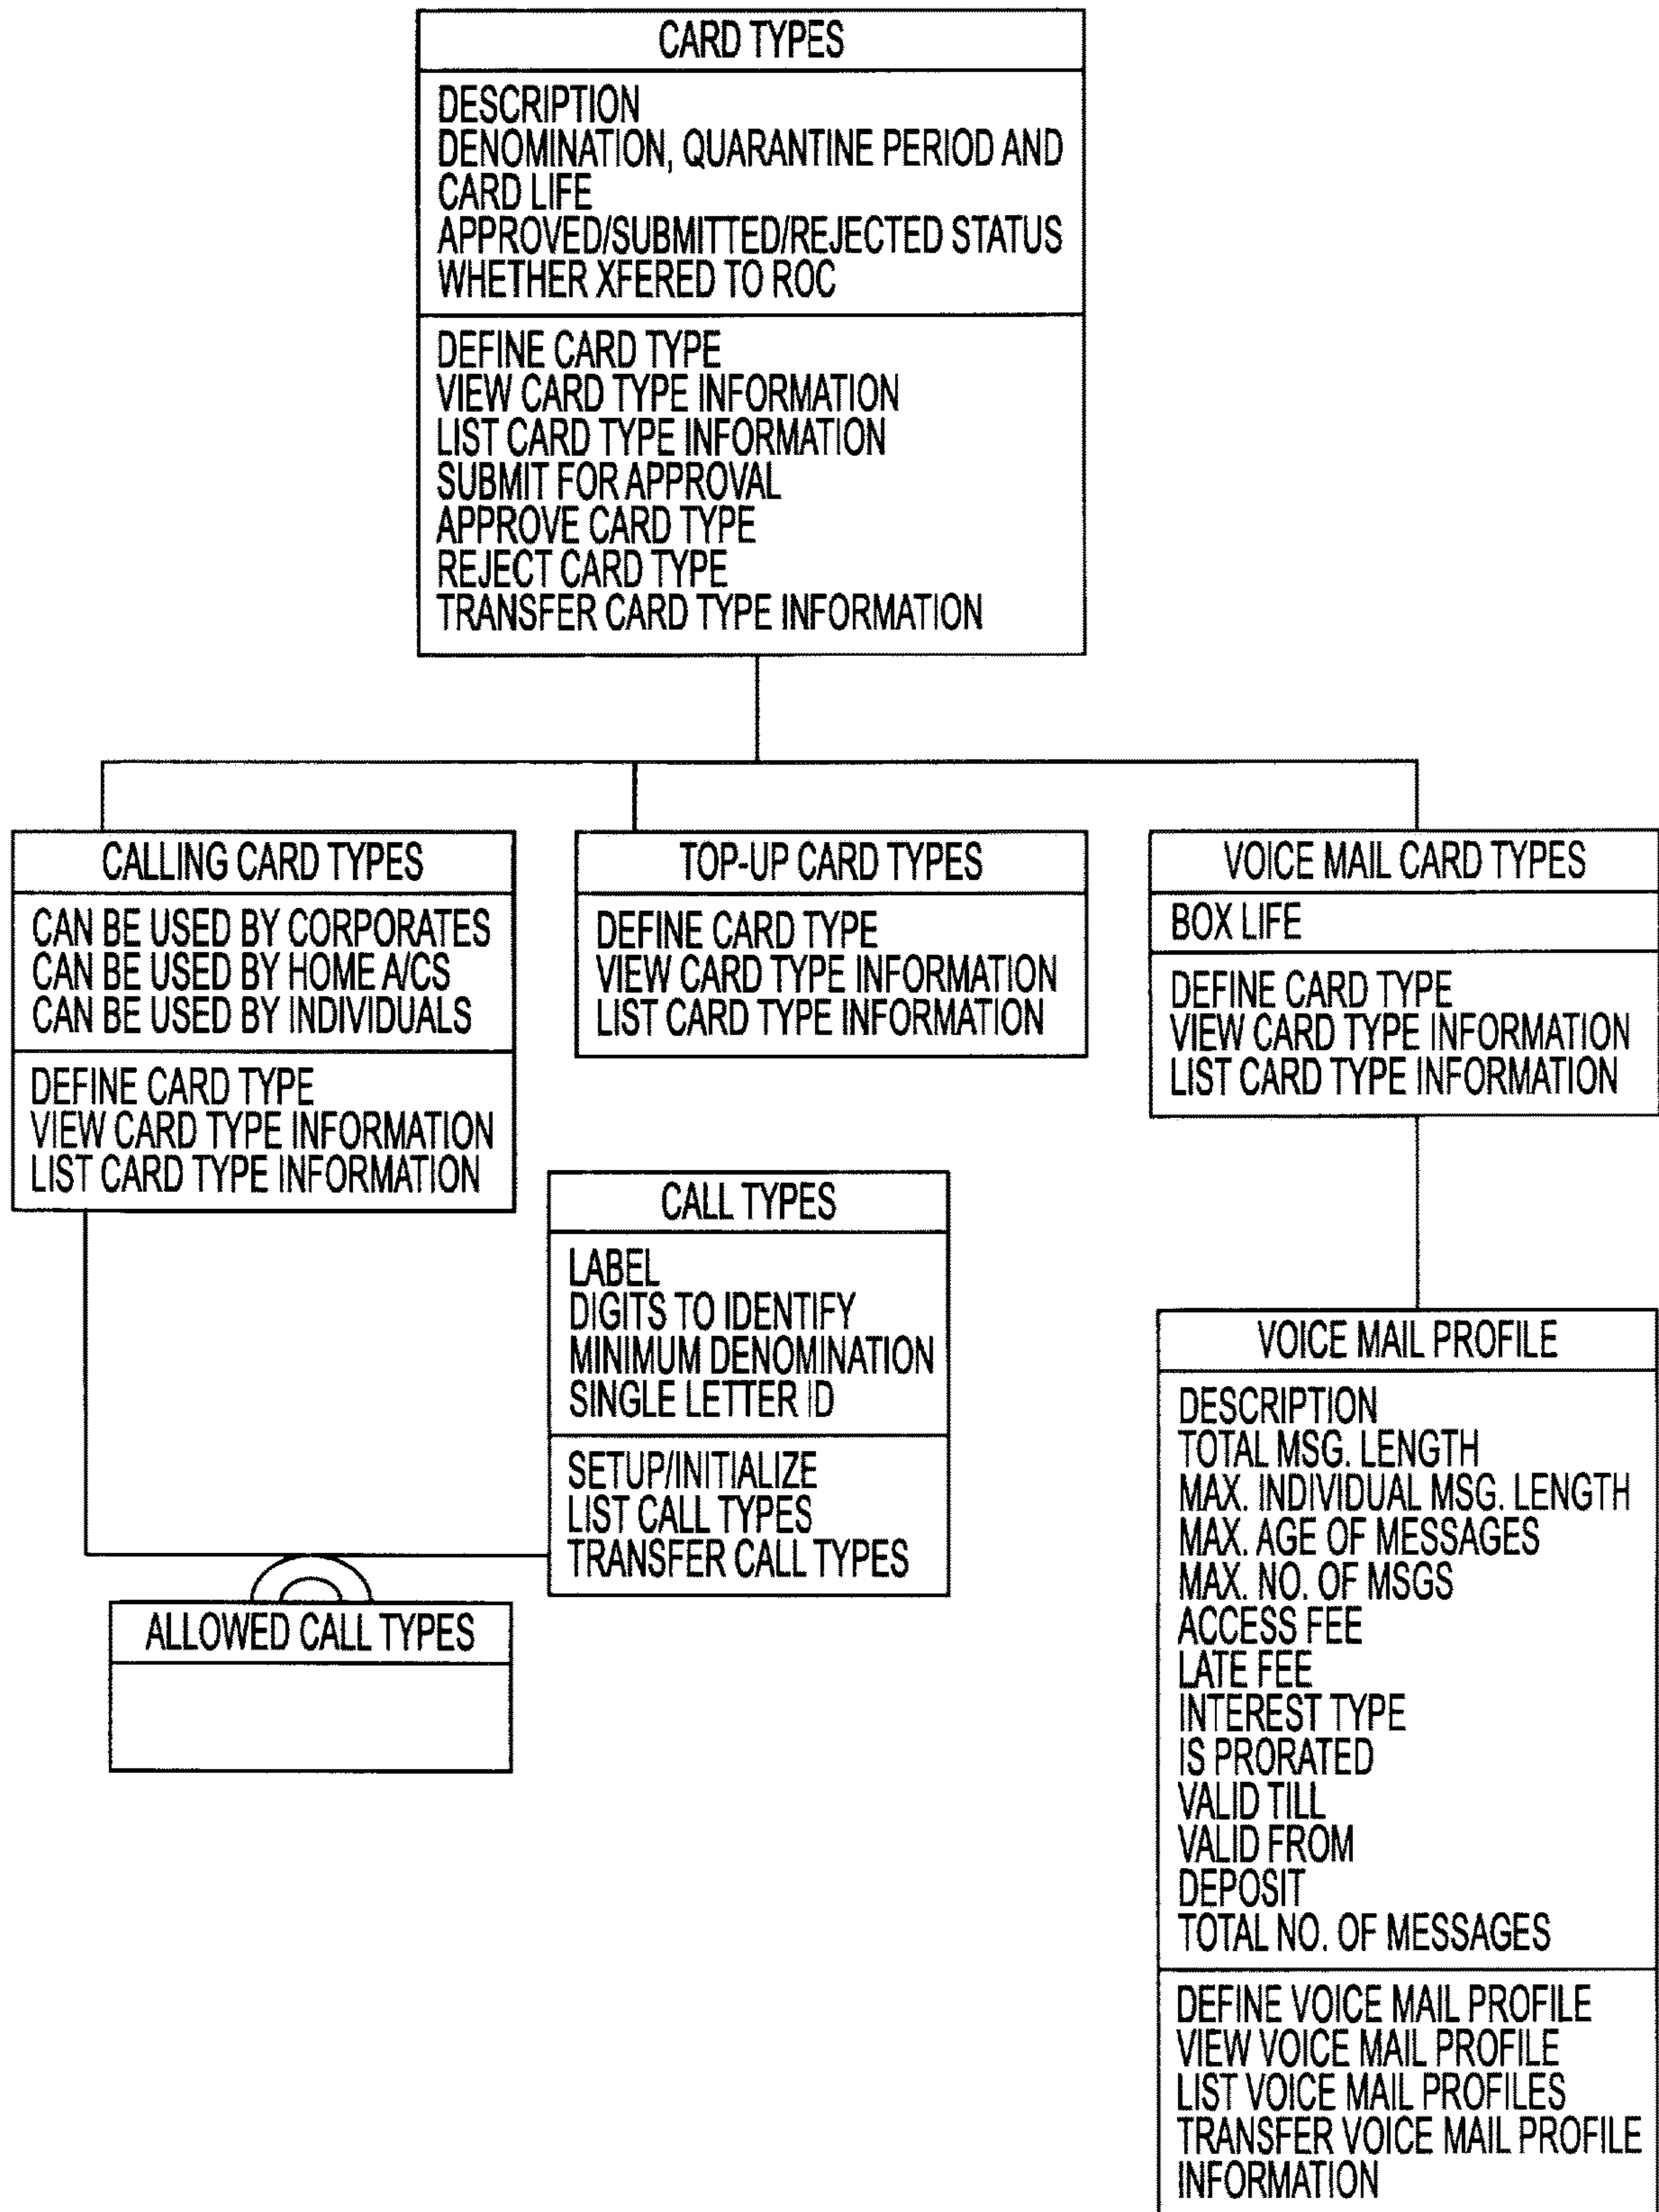 CARD TYPES
DESCRIPTION
DENOMINATION, QUARANTINE PERIOD AND
CARD LIFE
APPROVED/SUBMITTED/REJECTED STATUS
WHETHER XFERED TO ROC
DEFINE CARD TYPE
VIEW CARD TYPE INFORMATION
LIST CARD TYPE INFORMATION
SUBMIT FOR APPROVAL
APPROVE CARD TYPE
REJECT CARD TYPE
TRANSFER CARD TYPE INFORMATION
CALLING CARD TYPES
CAN BE USED BY CORPORATES
CAN BE USED BY HOME A/CS
CAN BE USED BY INDIVIDUALS
DEFINE CARD TYPE
VIEW CARD TYPE INFORMATION
LIST CARD TYPE INFORMATION
TOP-UP CARD TYPES
DEFINE CARD TYPE
VIEW CARD TYPE INFORMATION
LIST CARD TYPE INFORMATION
VOICE MAIL CARD TYPES
BOX LIFE
DEFINE CARD TYPE
VIEW CARD TYPE INFORMATION
LIST CARD TYPE INFORMATION
CALL TYPES
LABEL
DIGITS TO IDENTIFY
MINIMUM DENOMINATION
SINGLE LETTER ID
SETUP/INITIALIZE
LIST CALL TYPES
TRANSFER CALL TYPES
ALLOWED CALL TYPES
VOICE MAIL PROFILE
DESCRIPTION
TOTAL MSG. LENGTH
MAX. INDIVIDUAL MSG. LENGTH
MAX. AGE OF MESSAGES
MAX. NO. OF MSGS
ACCESS FEE
LATE FEE
INTEREST TYPE
IS PRORATED
VALID TILL
VALID FROM
DEPOSIT
TOTAL NO. OF MESSAGES
DEFINE VOICE MAIL PROFILE
VIEW VOICE MAIL PROFILE
LIST VOICE MAIL PROFILES
TRANSFER VOICE MAIL PROFILE
INFORMATION